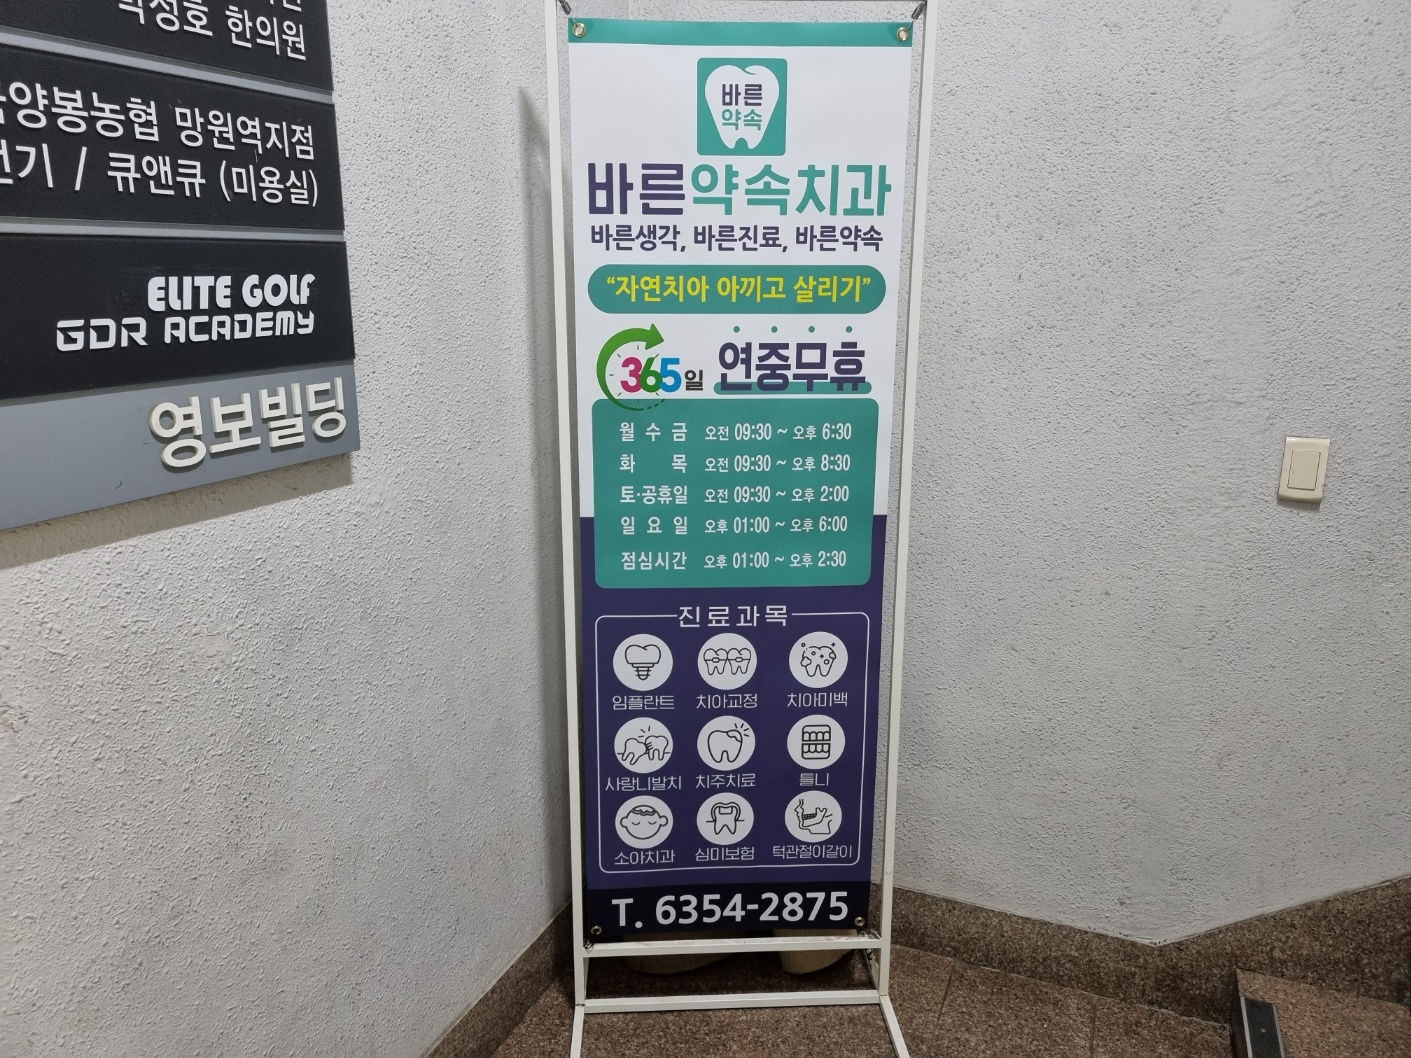 한의원
양봉농협 망원역지점
/ 큐앤큐 (미용실)
ELITE GOLF
GDR ACADEMY
영보빌딩
바른
약속
바른약속치과
바른생각, 바른진료, 바른약속
“자연치아 아끼고 살리기”
365일 연중무휴
월 수 금 오전 09:30 ~ 오후 6:30
화 목 오전 09:30 ~ 오후 8:30
토·공휴일 오전 09:30 ~ 오후 2:00
일 요 일 오후 01:00 ~ 오후 6:00
점심시간 오후 01:00 ~ 오후 2:30
진료과목
임플란트 치아교정 치아미백
사랑니발치 치주치료 틀니
소아치과 심미보험 턱관절이갈이
T. 6354-2875